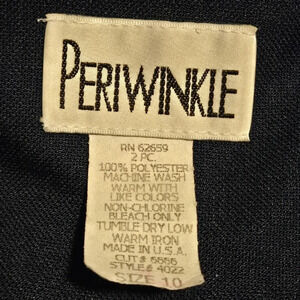 PERIWINKLE
RN 62659
2 PC.
100% POLYESTER
MACHINE WASH
WARM WITH
LIKE COLORS
NON-CHLORINE
BLEACH ONLY
TUMBLE DRY LOW
WARM IRON
MADE IN U.S.A.
CUT# 6666
STYLE# 4022
SIZE 10